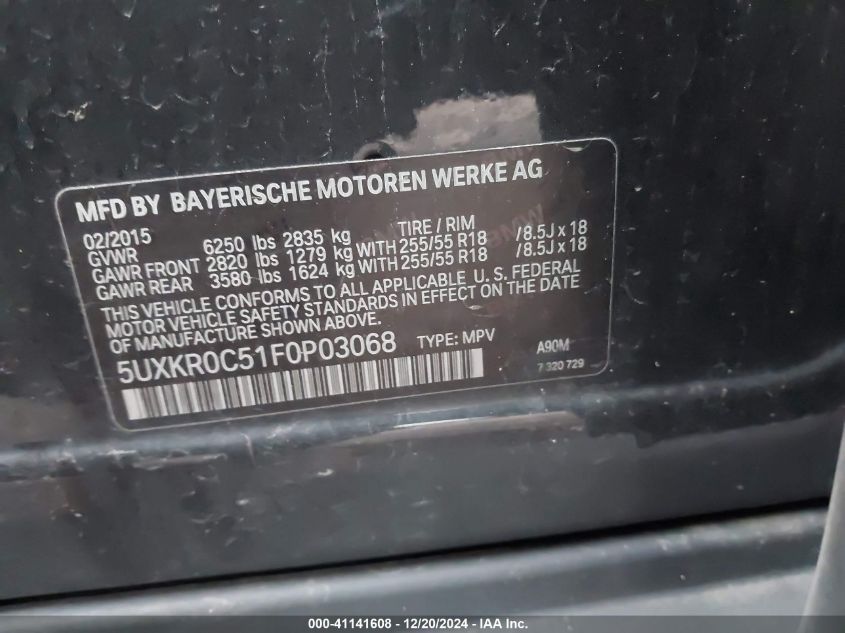 MFD BY BAYERISCHE MOTOREN WERKE AG
02/2015 TIRE / RIM
GVWR 6250 lbs 2835 kg
GAWR FRONT 2820 lbs 1279 kg WITH 255/55 R18 /8.5J x 18
GAWR REAR 3580 lbs 1624 kg WITH 255/55 R18 /8.5J x 18
THIS VEHICLE CONFORMS TO ALL APPLICABLE U.S. FEDERAL
MOTOR VEHICLE SAFETY STANDARDS IN EFFECT ON THE DATE
OF MANUFACTURE SHOWN ABOVE.
5UXKR0C51F0P03068 TYPE: MPV A90M
7 320 729
000-41141608 - 12/20/2024 - IAA Inc.